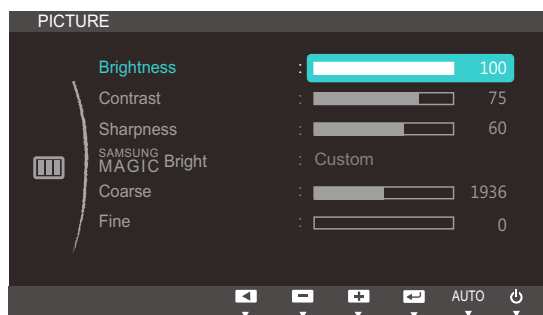 PICTURE
Brightness : 100
Contrast : 75
Sharpness : 60
SAMSUNG MAGIC Bright : Custom
Coarse : 1936
Fine : 0
AUTO